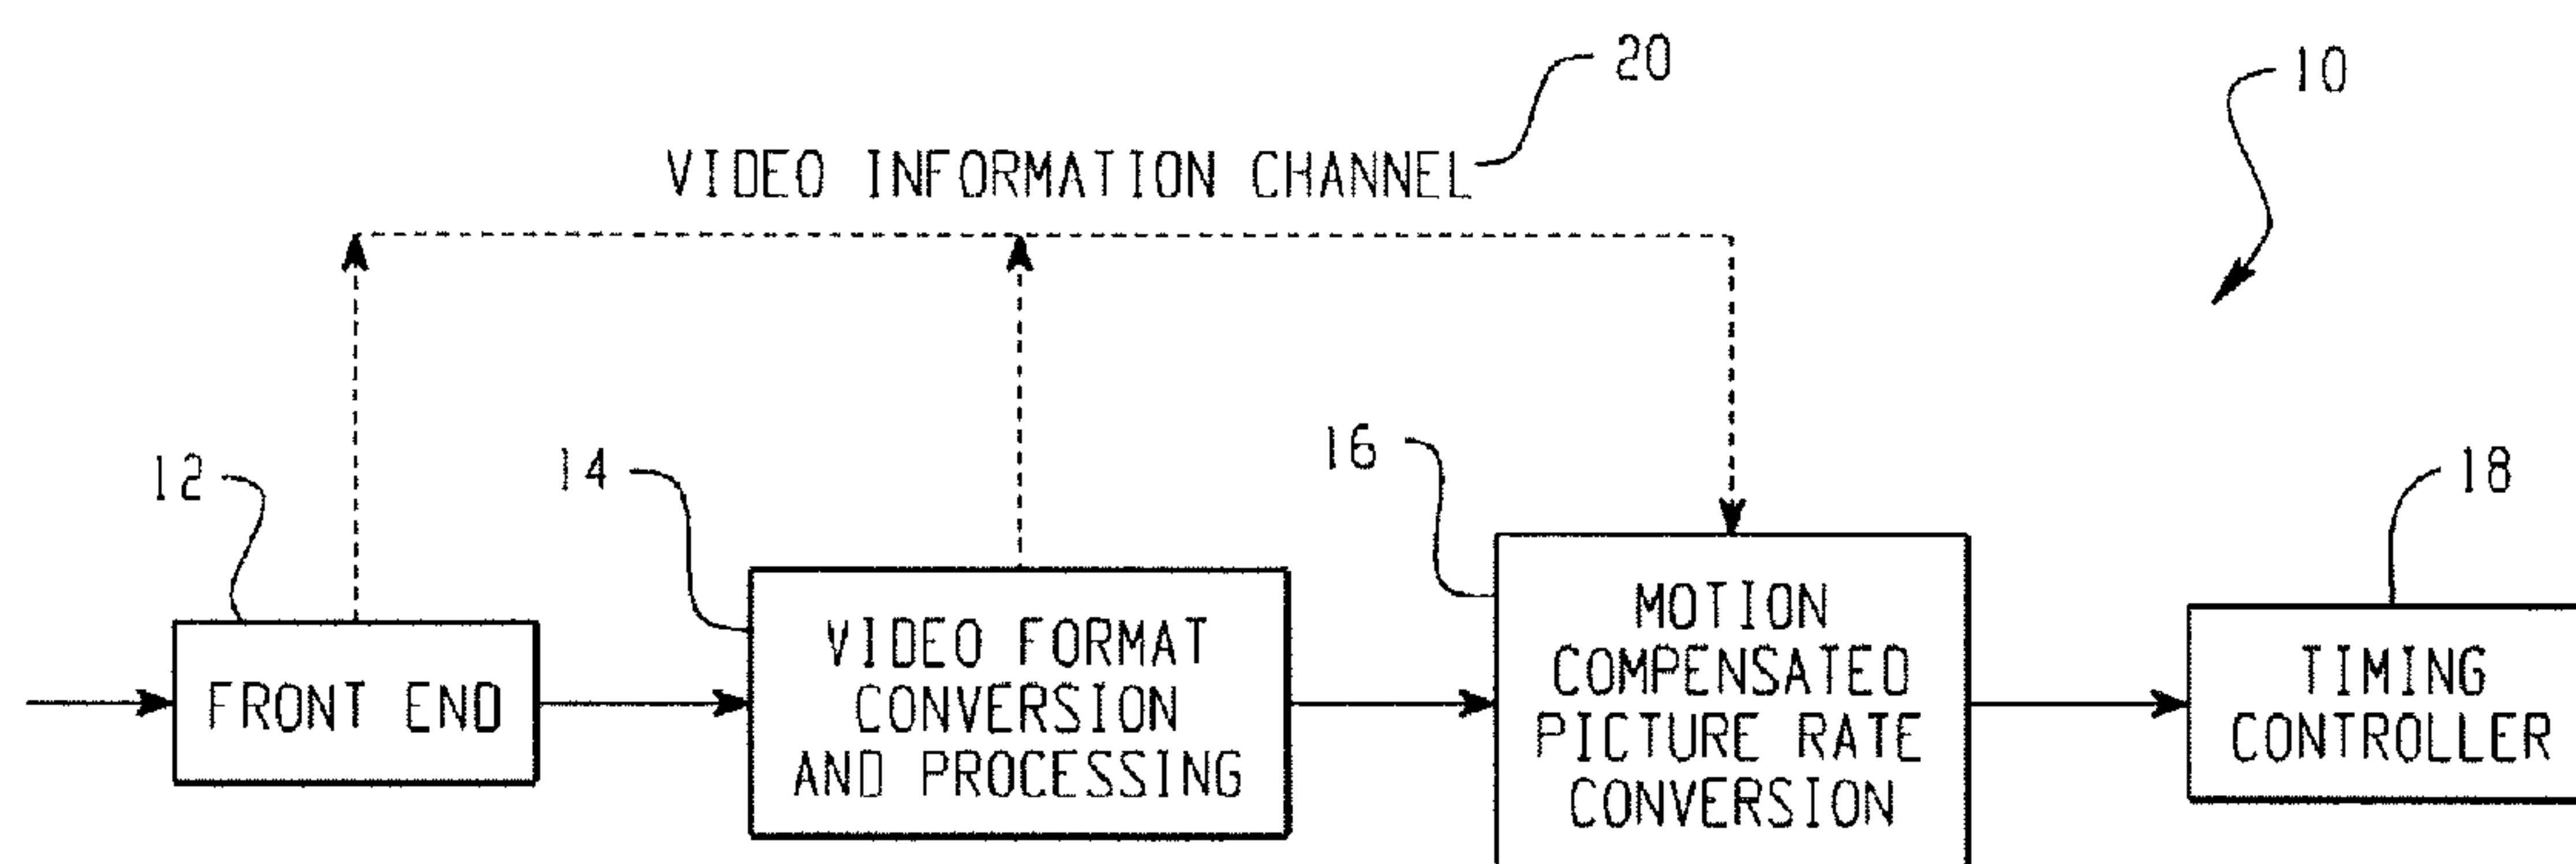 20
10
VIDEO INFORMATION CHANNEL
12
14
16
18
FRONT END
VIDEO FORMAT
CONVERSION
AND PROCESSING
MOTION
COMPENSATED
PICTURE RATE
CONVERSION
TIMING
CONTROLLER